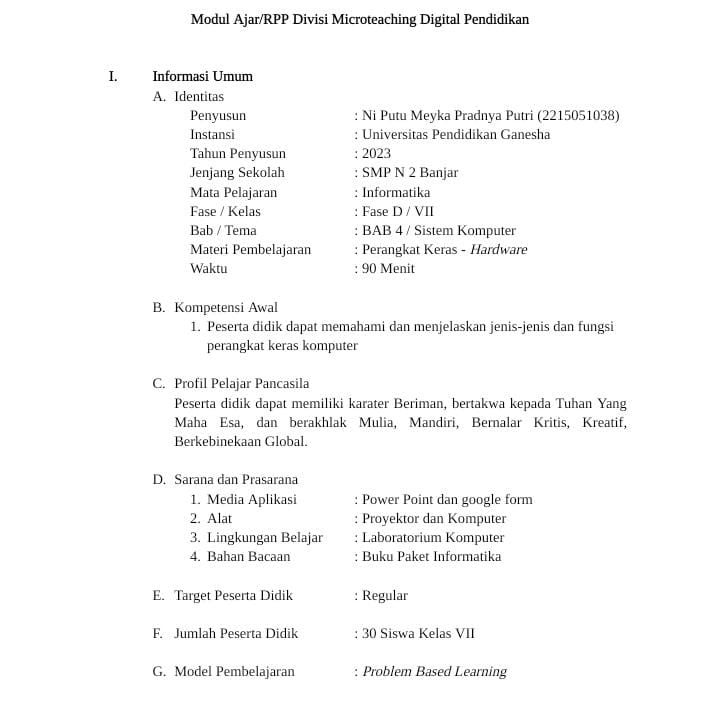 Modul Ajar/RPP Divisi Microteaching Digital Pendidikan
I. Informasi Umum
A. Identitas
Penyusun : Ni Putu Meyka Pradnya Putri (2215051038)
Instansi : Universitas Pendidikan Ganesha
Tahun Penyusun : 2023
Jenjang Sekolah : SMP N 2 Banjar
Mata Pelajaran : Informatika
Fase / Kelas : Fase D / VII
Bab / Tema : BAB 4 / Sistem Komputer
Materi Pembelajaran : Perangkat Keras - Hardware
Waktu : 90 Menit
B. Kompetensi Awal
1. Peserta didik dapat memahami dan menjelaskan jenis-jenis dan fungsi
perangkat keras komputer
C. Profil Pelajar Pancasila
Peserta didik dapat memiliki karater Beriman, bertakwa kepada Tuhan Yang
Maha Esa, dan berakhlak Mulia, Mandiri, Bernalar Kritis, Kreatif,
Berkebinekaan Global.
D. Sarana dan Prasarana
1. Media Aplikasi : Power Point dan google form
2. Alat : Proyektor dan Komputer
3. Lingkungan Belajar : Laboratorium Komputer
4. Bahan Bacaan : Buku Paket Informatika
E. Target Peserta Didik : Regular
F. Jumlah Peserta Didik : 30 Siswa Kelas VII
G. Model Pembelajaran : Problem Based Learning